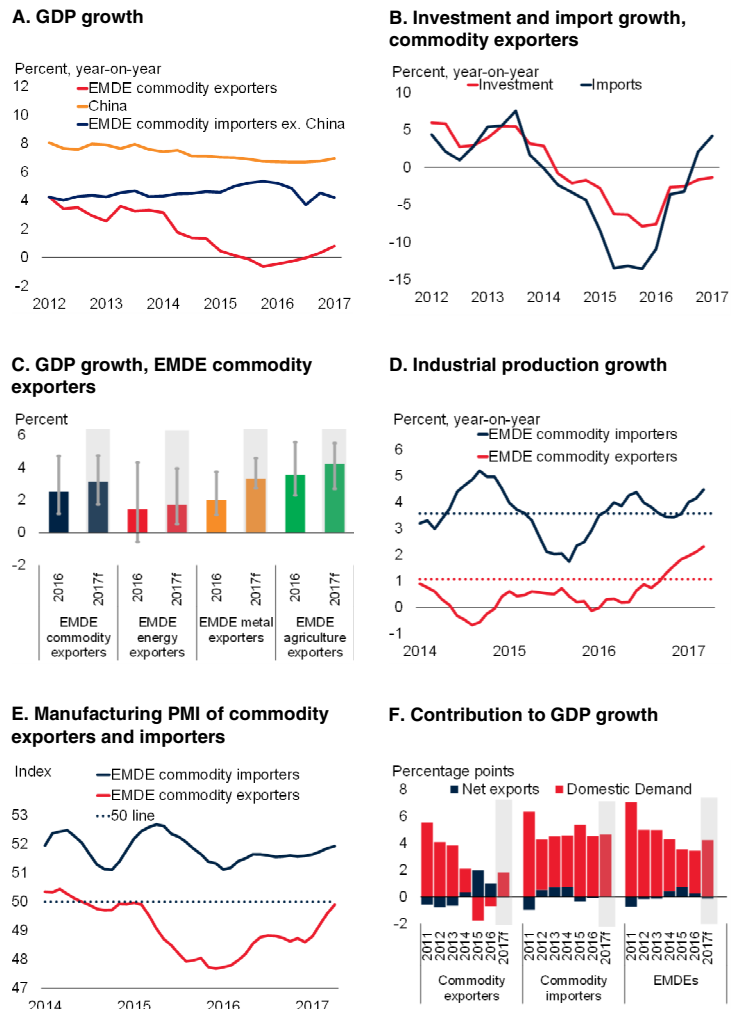 A. GDP growth
Percent, year-on-year
12
10
8
6
4
2
0
-2
EMDE commodity exporters
China
EMDE commodity importers ex. China
2012 2013 2014 2015 2016 2017
B. Investment and import growth,
commodity exporters
Percent, year-on-year
Investment Imports
10
5
0
-5
-10
-15
2012 2013 2014 2015 2016 2017
C. GDP growth, EMDE commodity
exporters
Percent
6
4
2
0
-2
2016 2017f 2016 2017f 2016 2017f 2016 2017f
EMDE EMDE EMDE metal EMDE
commodity energy exporters agriculture
exporters exporters exporters
D. Industrial production growth
Percent, year-on-year
EMDE commodity importers
EMDE commodity exporters
6
5
4
3
2
1
0
-1
2014 2015 2016 2017
E. Manufacturing PMI of commodity
exporters and importers
Index
EMDE commodity importers
EMDE commodity exporters
50 line
53
52
51
50
49
48
47
2014 2015 2016 2017
F. Contribution to GDP growth
Percentage points
Net exports Domestic Demand
8
6
4
2
0
-2
2011 2012 2013 2014 2015 2016 2017f 2011 2012 2013 2014 2015 2016 2017f 2011 2012 2013 2014 2015 2016 2017f
Commodity Commodity EMDEs
exporters importers